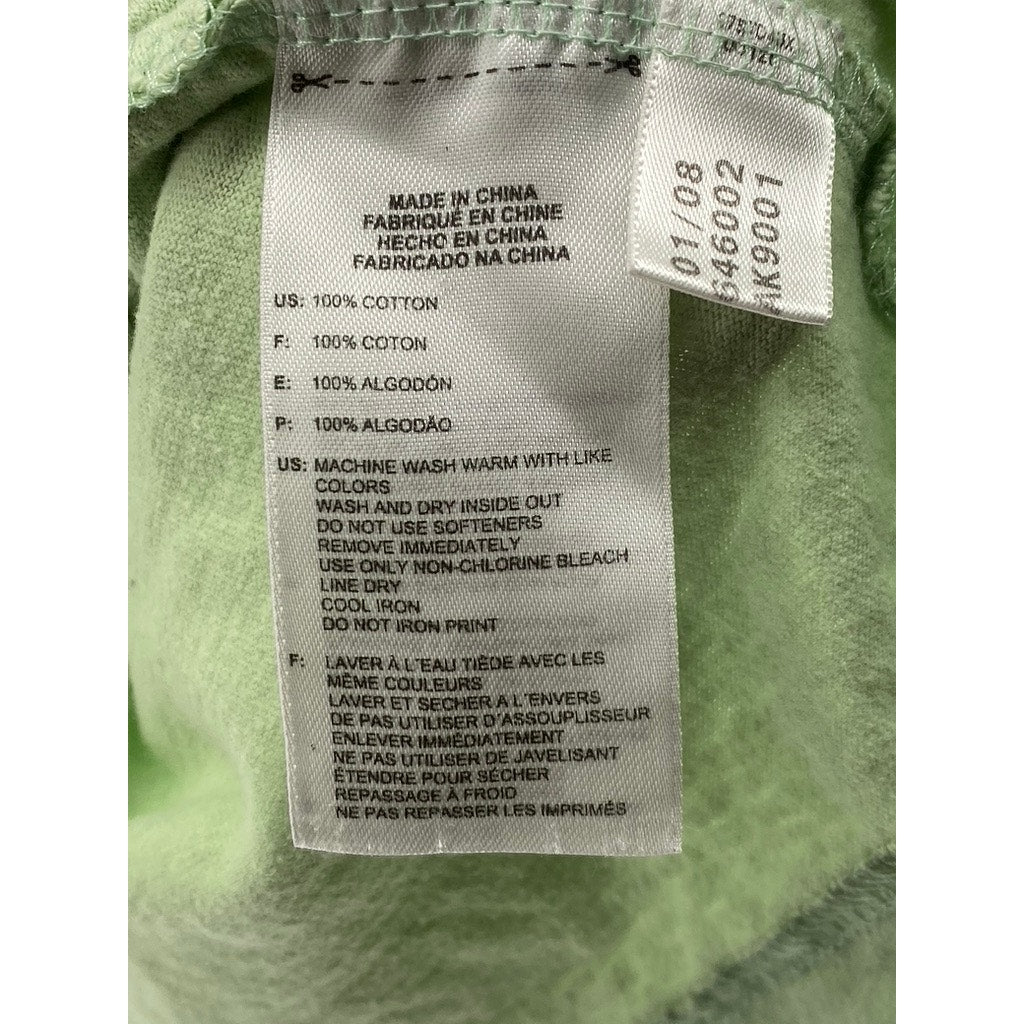 MADE IN CHINA
FABRIQUÉ EN CHINE
HECHO EN CHINA
FABRICADO NA CHINA
US: 100% COTTON
F: 100% COTON
E: 100% ALGODÓN
P: 100% ALGODÃO
US: MACHINE WASH WARM WITH LIKE
COLORS
WASH AND DRY INSIDE OUT
DO NOT USE SOFTENERS
REMOVE IMMEDIATELY
USE ONLY NON-CHLORINE BLEACH
LINE DRY
COOL IRON
DO NOT IRON PRINT
F: LAVER À L'EAU TIÈDE AVEC LES
MÊME COULEURS
LAVER ET SECHER A L'ENVERS
DE PAS UTILISER D'ASSOUPLISSEUR
ENLEVER IMMÉDIATEMENT
NE PAS UTILISER DE JAVELISANT
ÉTENDRE POUR SÉCHER
REPASSAGE À FROID
NE PAS REPASSER LES IMPRIMÉS
01/08
646002
AK9001